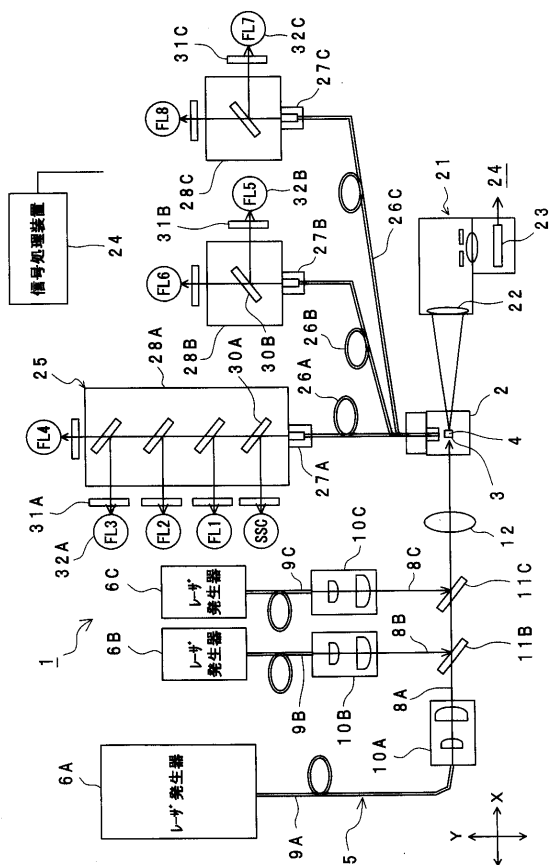 信号処理装置
24
FL8
31C
FL7
32C
28C
27C
FL6
31B
FL5
32B
28B
30B
27B
26C
21
24
23
22
25
28A
30A
FL4
31A
32A
FL3
FL2
FL1
SSC
27A
26A
26B
2
4
3
1
6C
レーザ発生器
9C
10C
8C
12
11C
6B
レーザ発生器
9B
10B
8B
11B
6A
レーザ発生器
9A
5
10A
8A
Y
X